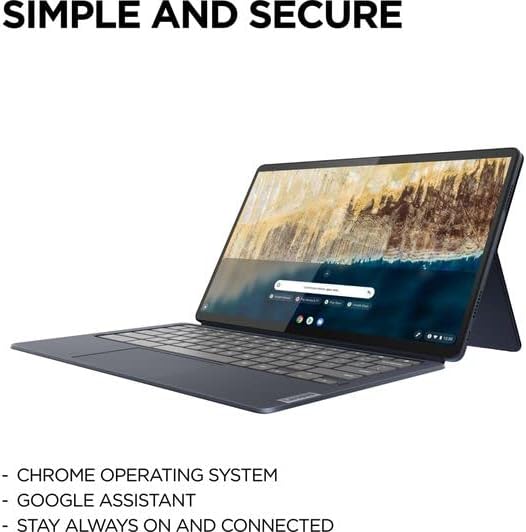 SIMPLE AND SECURE
- CHROME OPERATING SYSTEM
- GOOGLE ASSISTANT
- STAY ALWAYS ON AND CONNECTED